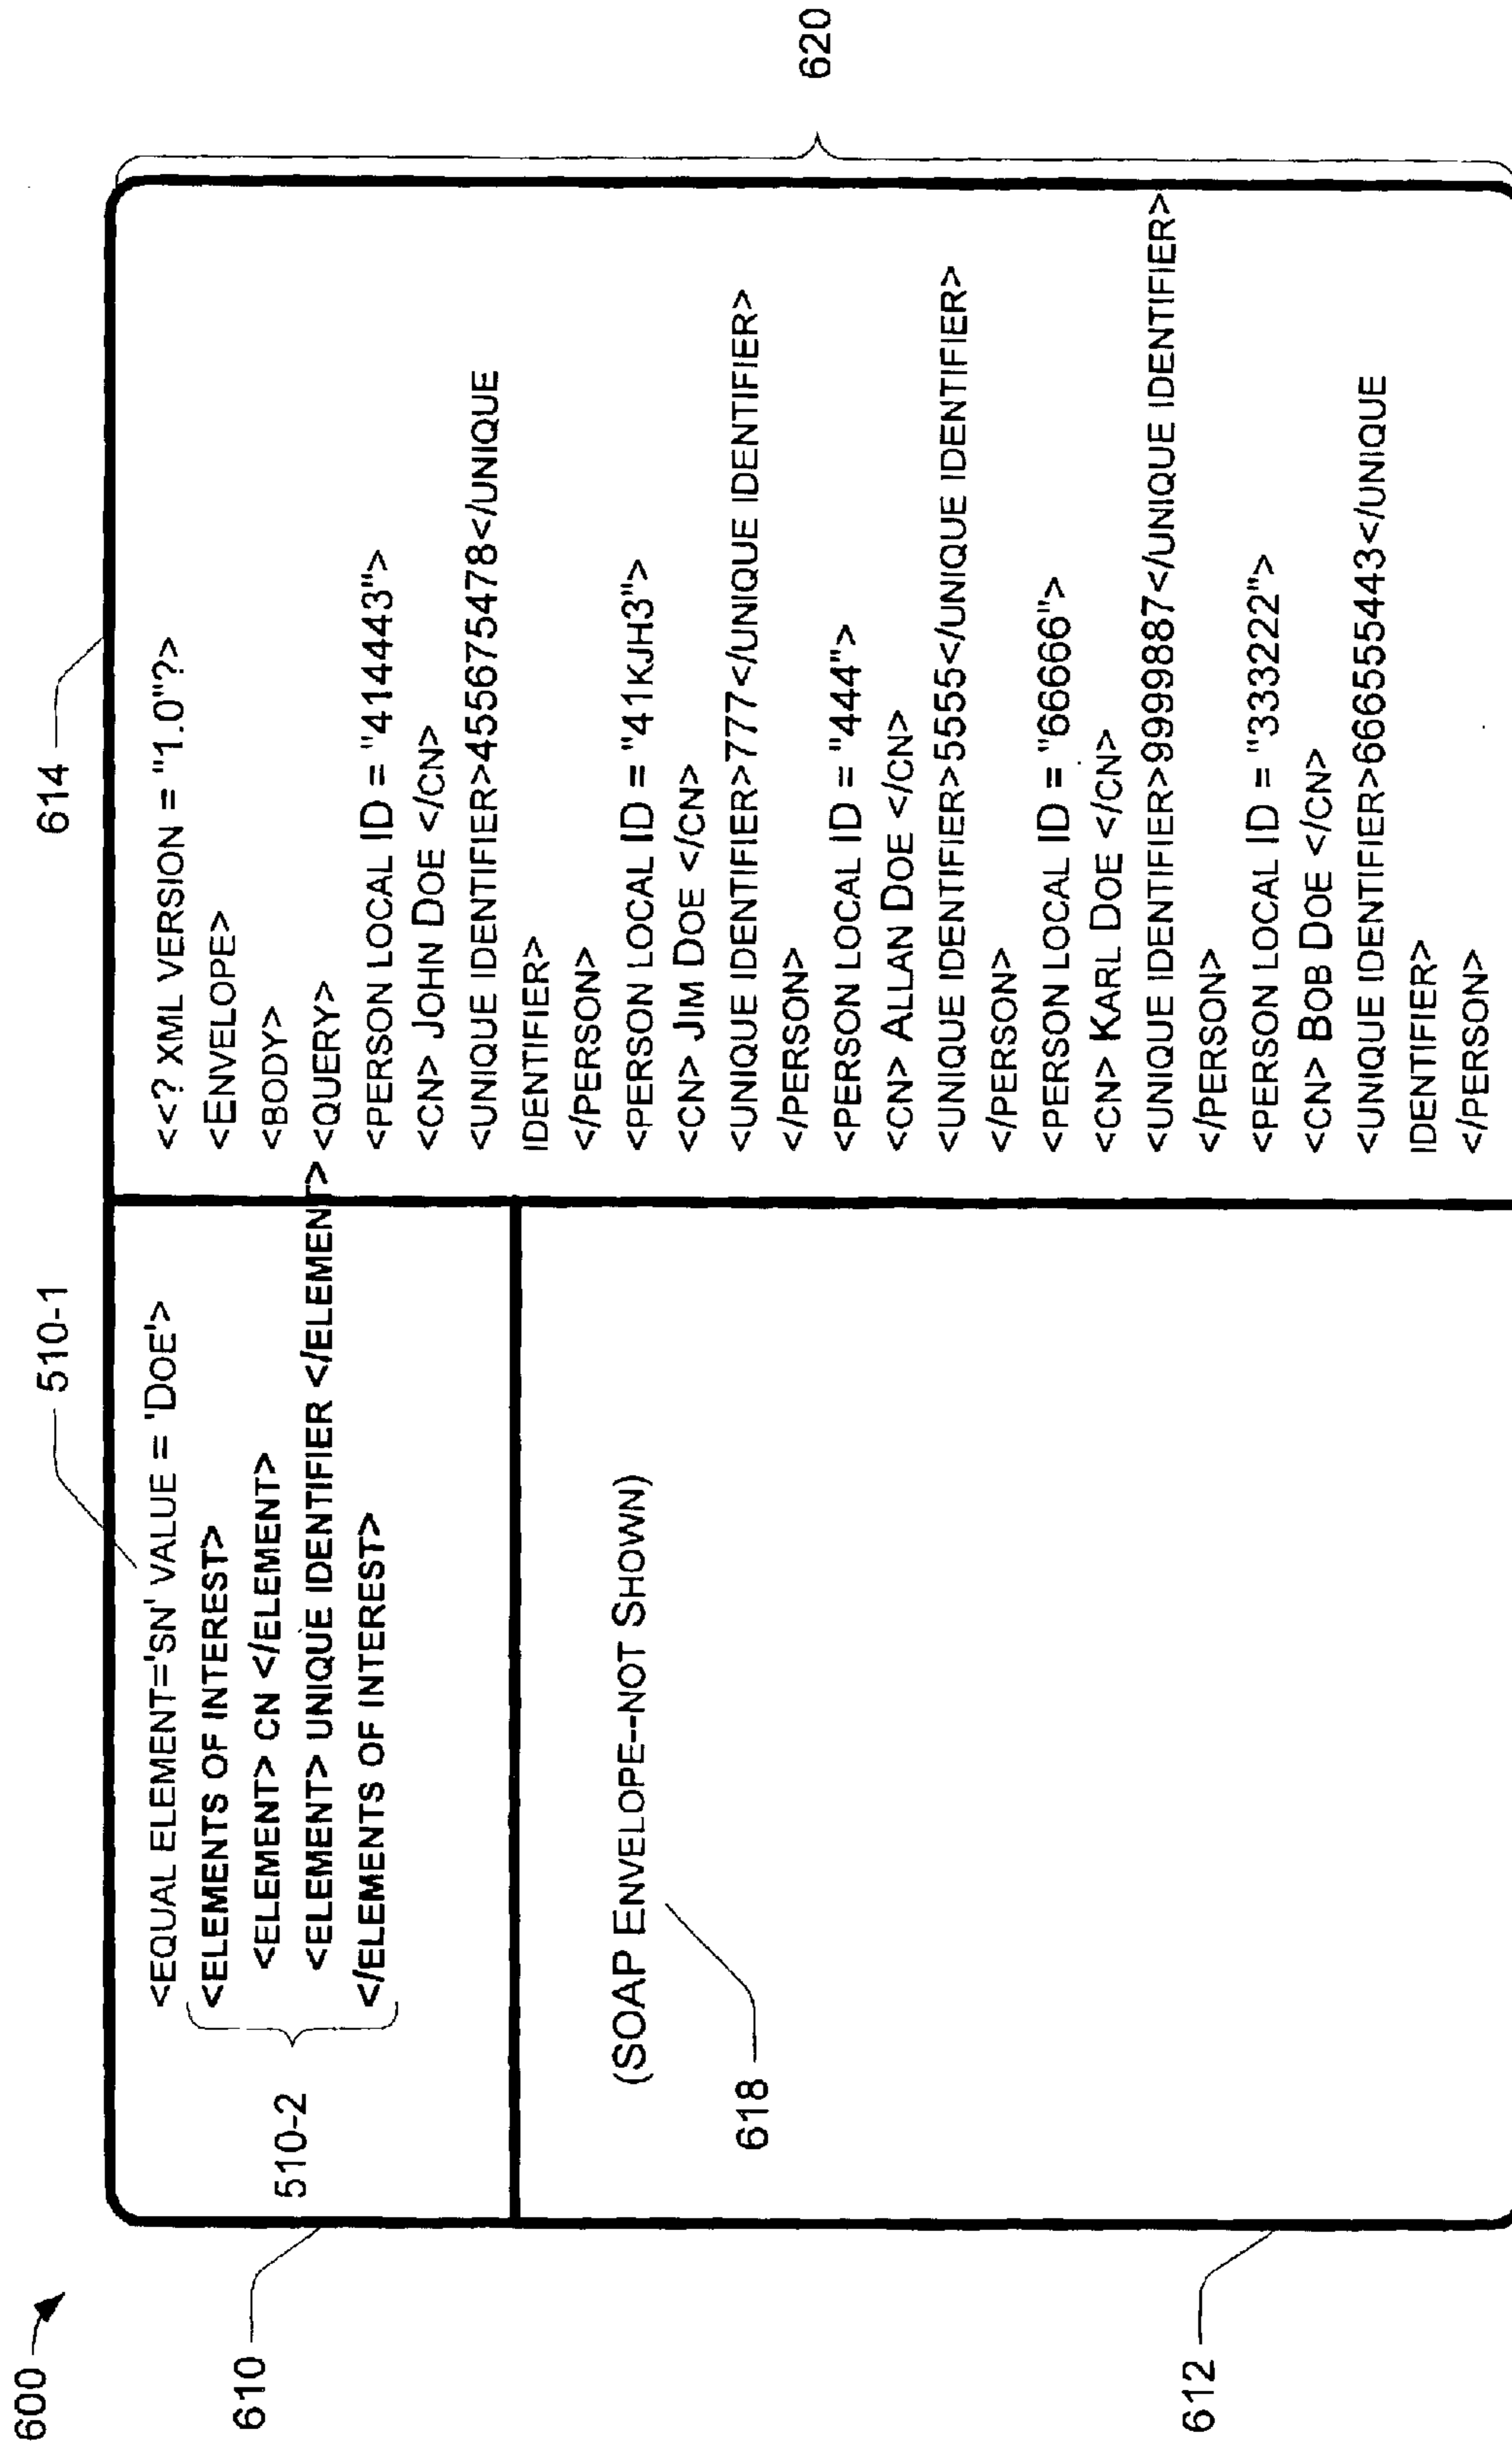 600
610
510-2
510-1
<EQUAL ELEMENT='SN' VALUE = 'DOE'>
<ELEMENTS OF INTEREST>
<ELEMENT> CN </ELEMENT>
<ELEMENT> UNIQUE IDENTIFIER </ELEMENT>
</ELEMENTS OF INTEREST>
612
618
(SOAP ENVELOPE--NOT SHOWN)
614
620
<<? XML VERSION = "1.0"?>
<ENVELOPE>
<BODY>
<QUERY>
<PERSON LOCAL ID = "414443">
<CN> JOHN DOE </CN>
<UNIQUE IDENTIFIER>455675478</UNIQUE
IDENTIFIER>
</PERSON>
<PERSON LOCAL ID = "41KJH3">
<CN> JIM DOE </CN>
<UNIQUE IDENTIFIER>777</UNIQUE IDENTIFIER>
</PERSON>
<PERSON LOCAL ID = "444">
<CN> ALLAN DOE </CN>
<UNIQUE IDENTIFIER>5555</UNIQUE IDENTIFIER>
</PERSON>
<PERSON LOCAL ID = "66666">
<CN> KARL DOE </CN>
<UNIQUE IDENTIFIER>9999887</UNIQUE IDENTIFIER>
</PERSON>
<PERSON LOCAL ID = "333222">
<CN> BOB DOE </CN>
<UNIQUE IDENTIFIER>666555443</UNIQUE
IDENTIFIER>
</PERSON>